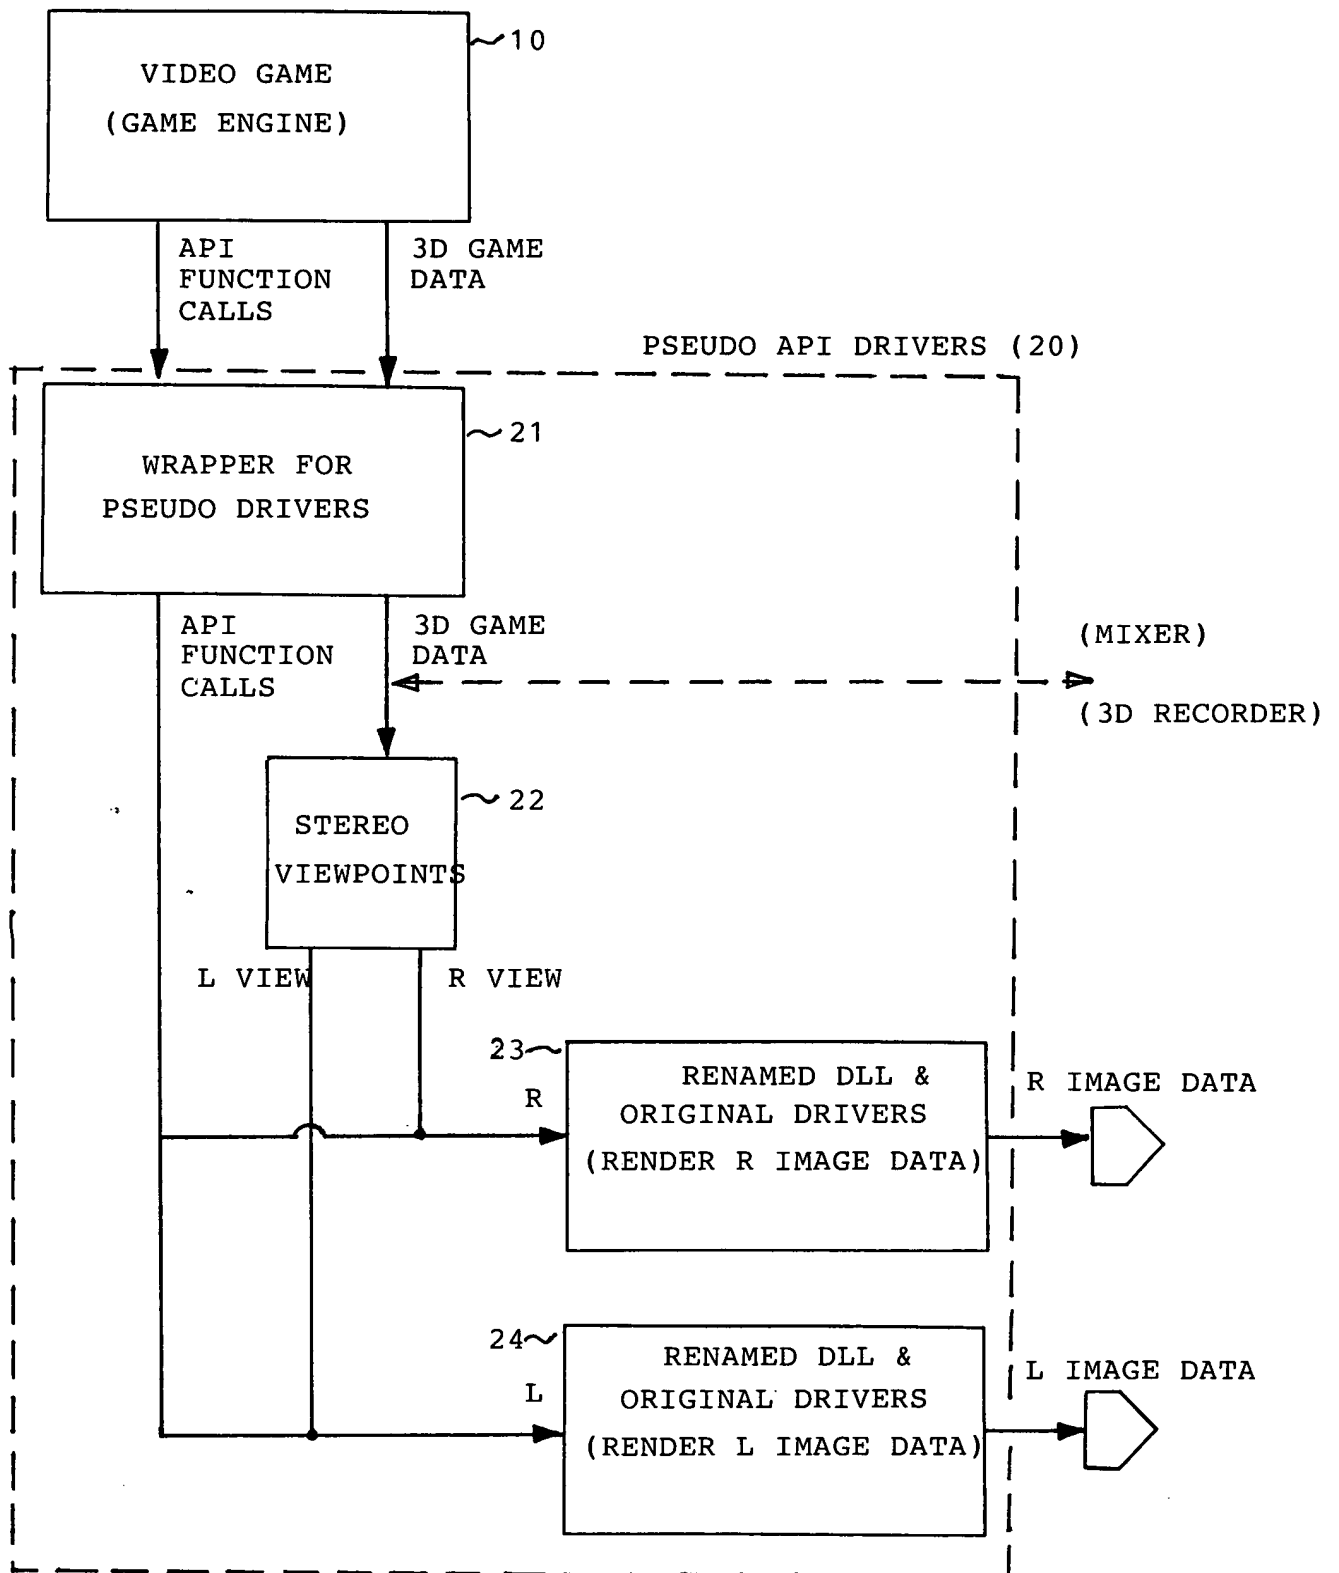 10
VIDEO GAME
(GAME ENGINE)
API
FUNCTION
CALLS
3D GAME
DATA
PSEUDO API DRIVERS (20)
21
WRAPPER FOR
PSEUDO DRIVERS
API
FUNCTION
CALLS
3D GAME
DATA
(MIXER)
(3D RECORDER)
22
STEREO
VIEWPOINTS
L VIEW
R VIEW
23
R
RENAMED DLL &
ORIGINAL DRIVERS
(RENDER R IMAGE DATA)
R IMAGE DATA
24
L
RENAMED DLL &
ORIGINAL DRIVERS
(RENDER L IMAGE DATA)
L IMAGE DATA